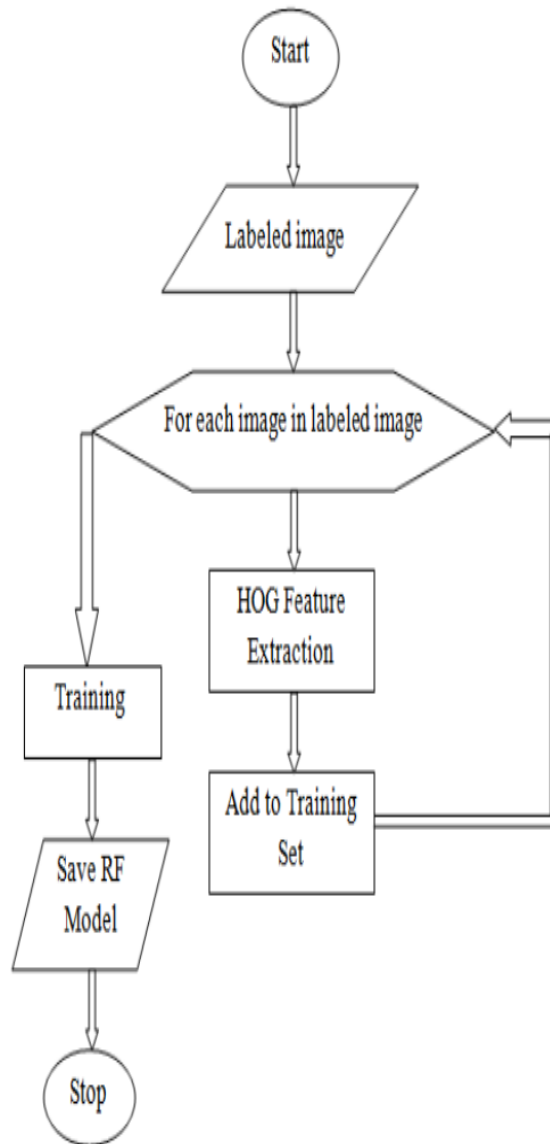 Start
Labeled image
For each image in labeled image
HOG Feature
Extraction
Add to Training
Set
Training
Save RF
Model
Stop